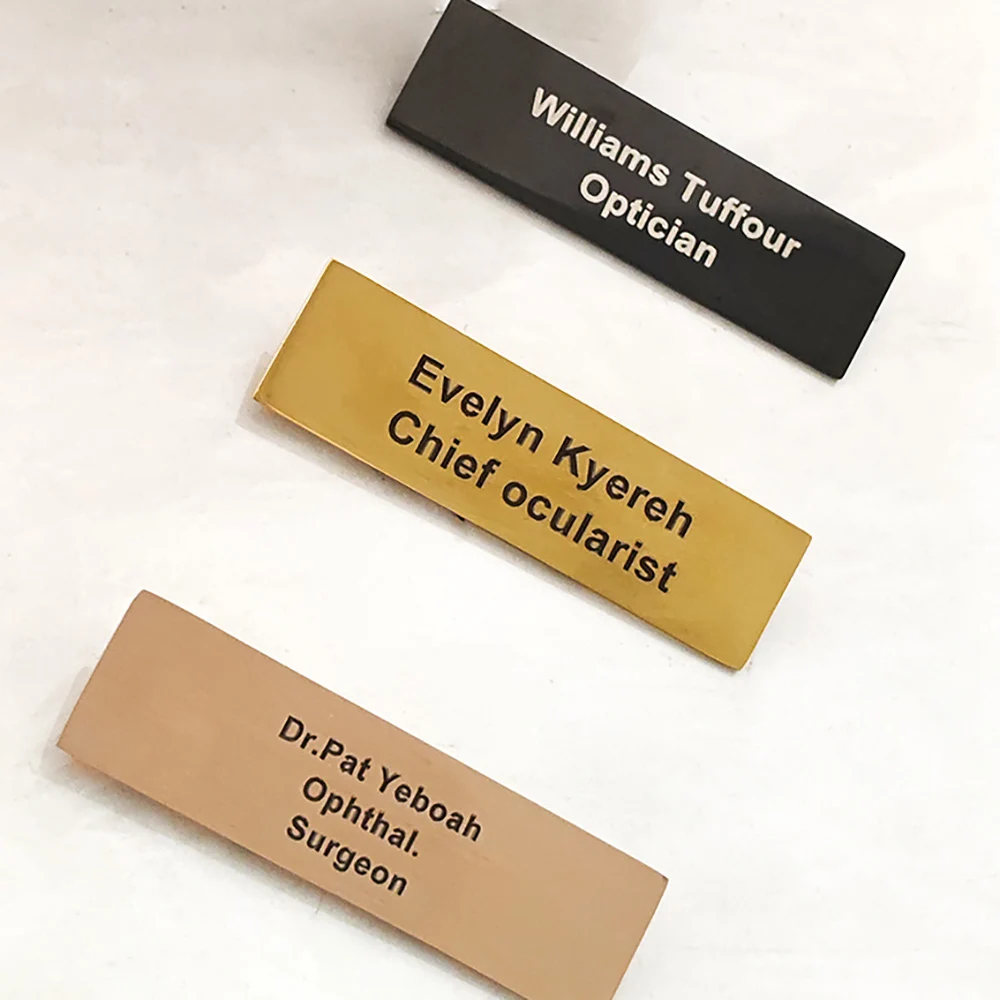 Williams Tuffour
Optician
Evelyn Kyereh
Chief ocularist
Dr.Pat Yeboah
Ophthal.
Surgeon